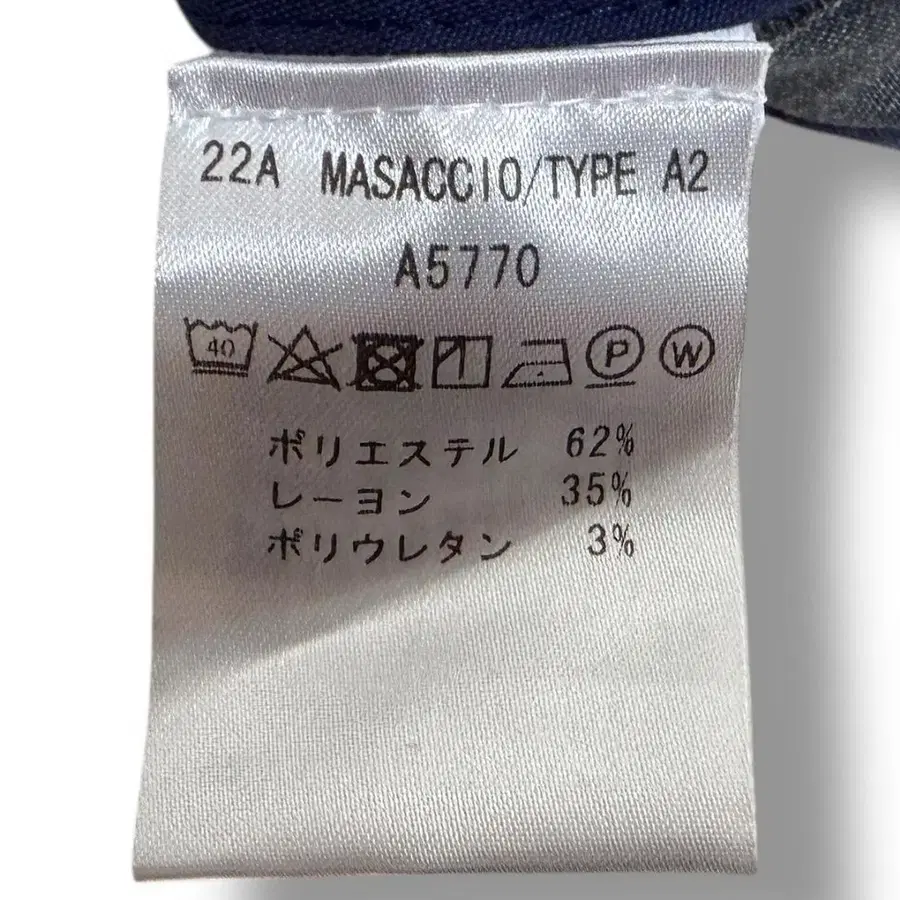 22A MASACCIO/TYPE A2
A5770
40 P W
ポリエステル 62%
レーヨン 35%
ポリウレタン 3%